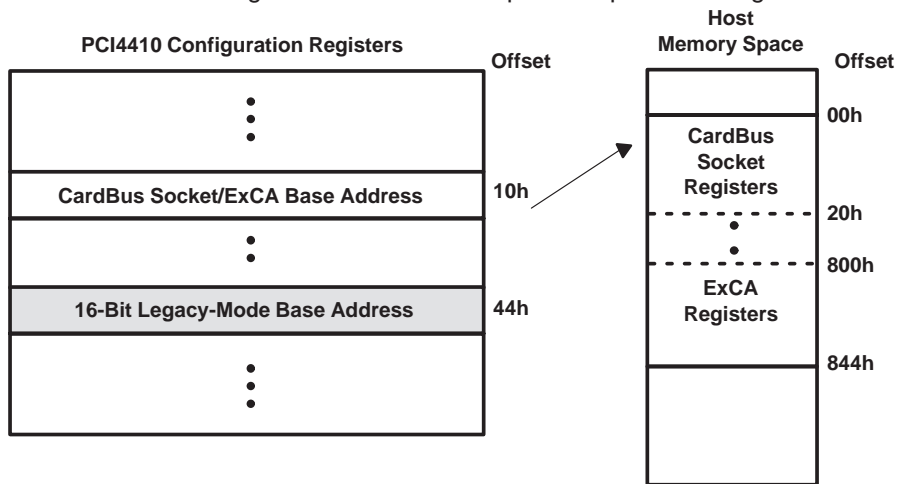 PCI4410 Configuration Registers
Offset
CardBus Socket/ExCA Base Address
10h
16-Bit Legacy-Mode Base Address
44h
Host
Memory Space
Offset
00h
CardBus
Socket
Registers
20h
800h
ExCA
Registers
844h